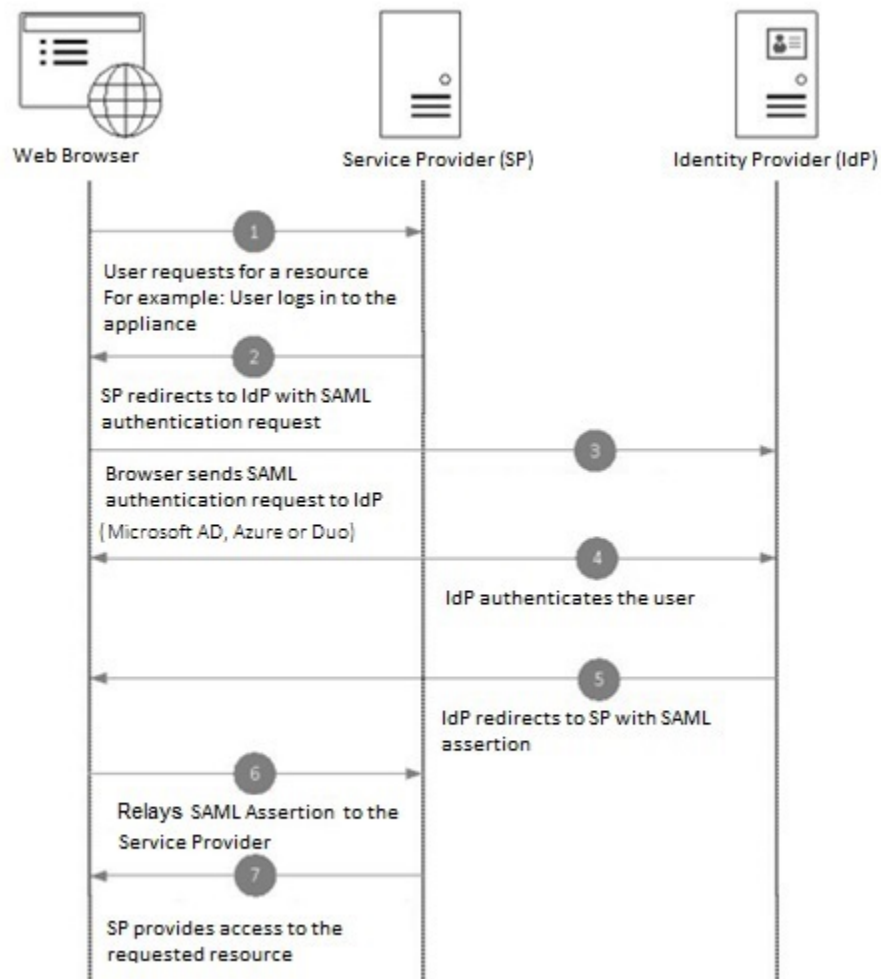 Web Browser
Service Provider (SP)
Identity Provider (IdP)
1
User requests for a resource
For example: User logs in to the
appliance
2
SP redirects to IdP with SAML
authentication request
3
Browser sends SAML
authentication request to IdP
(Microsoft AD, Azure or Duo)
4
IdP authenticates the user
5
IdP redirects to SP with SAML
assertion
6
Relays SAML Assertion to the
Service Provider
7
SP provides access to the
requested resource